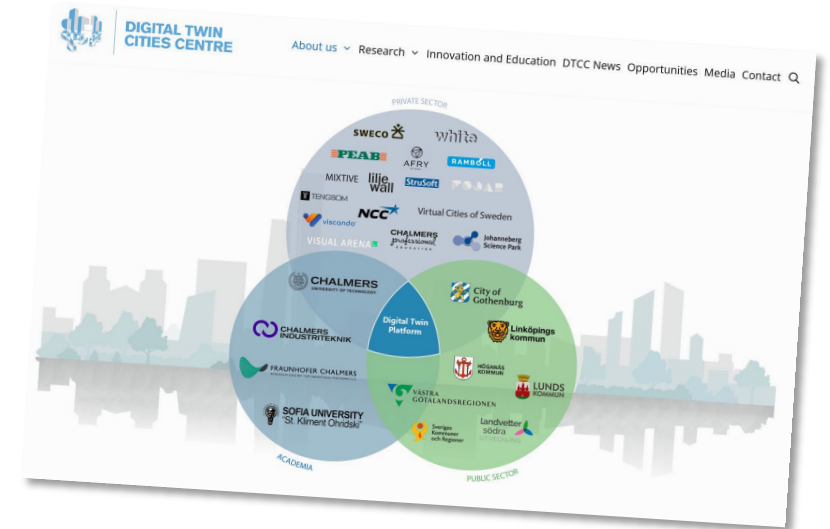 DIGITAL TWIN
CITIES CENTRE
About us Research Innovation and Education DTCC News Opportunities Media Contact
PRIVATE SECTOR
SWECO
white
PEAB
AFRY
RAMBOLL
MIXTIVE
lilje
wall
StruSoft
TENGBOM
viscando
NCC
Virtual Cities of Sweden
VISUAL ARENA
CHALMERS
professional
EDUCATION
Johanneberg
Science Park
CHALMERS
UNIVERSITY OF TECHNOLOGY
City of
Gothenburg
Digital Twin
Platform
CHALMERS
INDUSTRITEKNIK
Linköpings
kommun
FRAUNHOFER CHALMERS
HÖGANÄS
KOMMUN
LUNDS
KOMMUN
VÄSTRA
GÖTALANDSREGIONEN
SOFIA UNIVERSITY
"St. Kliment Ohridski"
Sveriges
Kommuner
och Regioner
Landvetter
södra
UTVECKLING
ACADEMIA
PUBLIC SECTOR